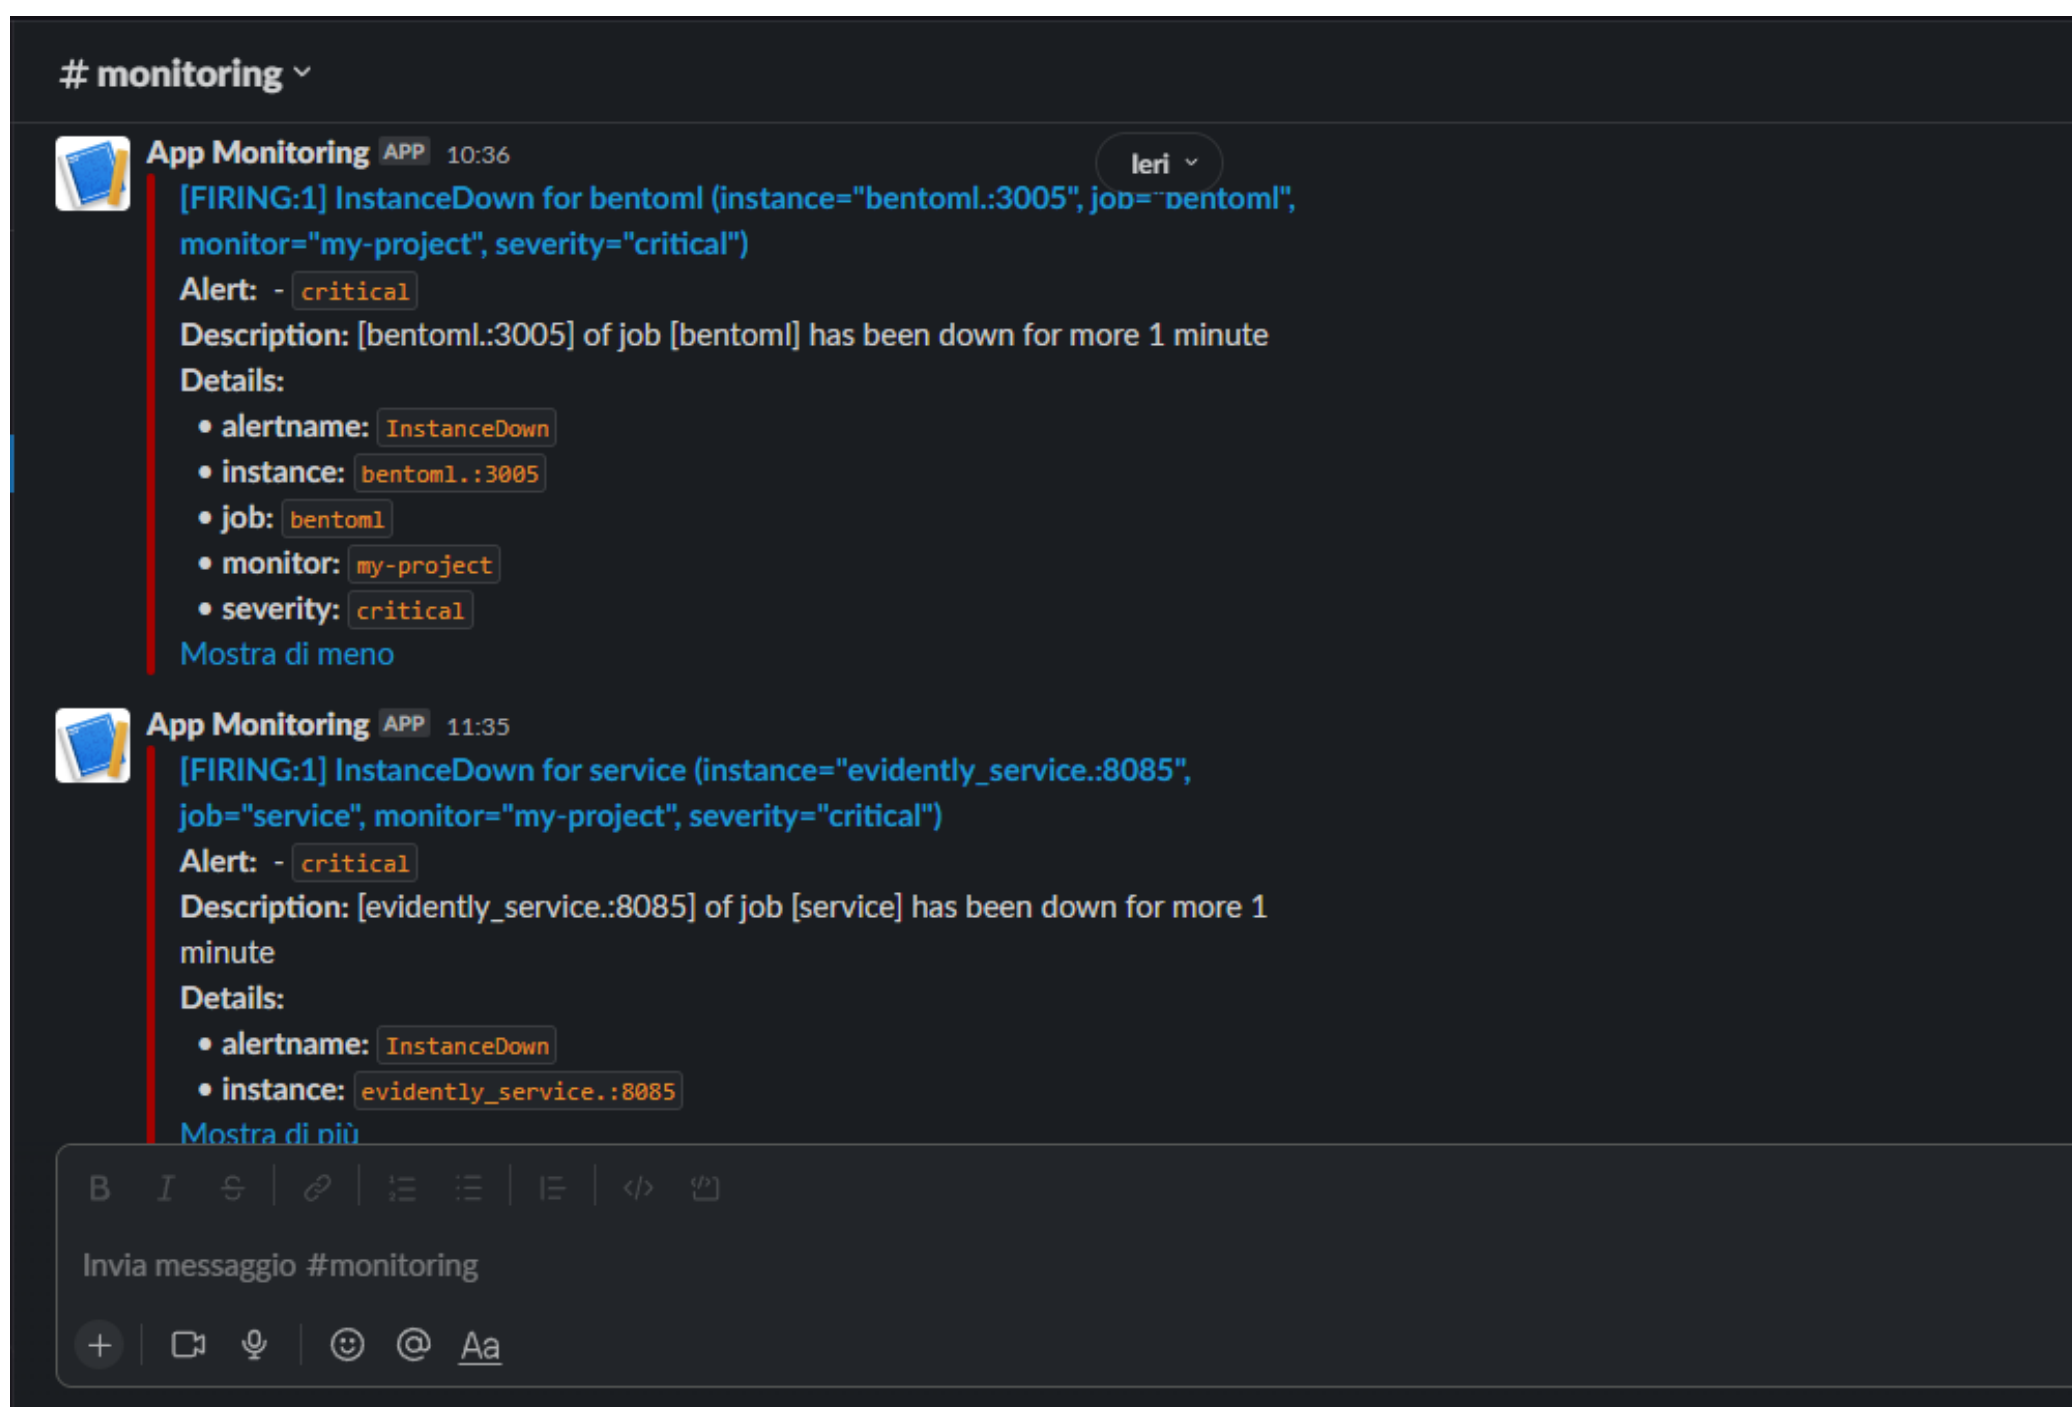 # monitoring
App Monitoring APP 10:36
Ieri
[FIRING:1] InstanceDown for bentoml (instance="bentoml.:3005", job="bentoml",
monitor="my-project", severity="critical")
Alert: - critical
Description: [bentoml.:3005] of job [bentoml] has been down for more 1 minute
Details:
• alertname: InstanceDown
• instance: bentoml.:3005
• job: bentoml
• monitor: my-project
• severity: critical
Mostra di meno
App Monitoring APP 11:35
[FIRING:1] InstanceDown for service (instance="evidently_service.:8085",
job="service", monitor="my-project", severity="critical")
Alert: - critical
Description: [evidently_service.:8085] of job [service] has been down for more 1
minute
Details:
• alertname: InstanceDown
• instance: evidently_service.:8085
Mostra di più
B I S
Invia messaggio #monitoring
+ @ Aa